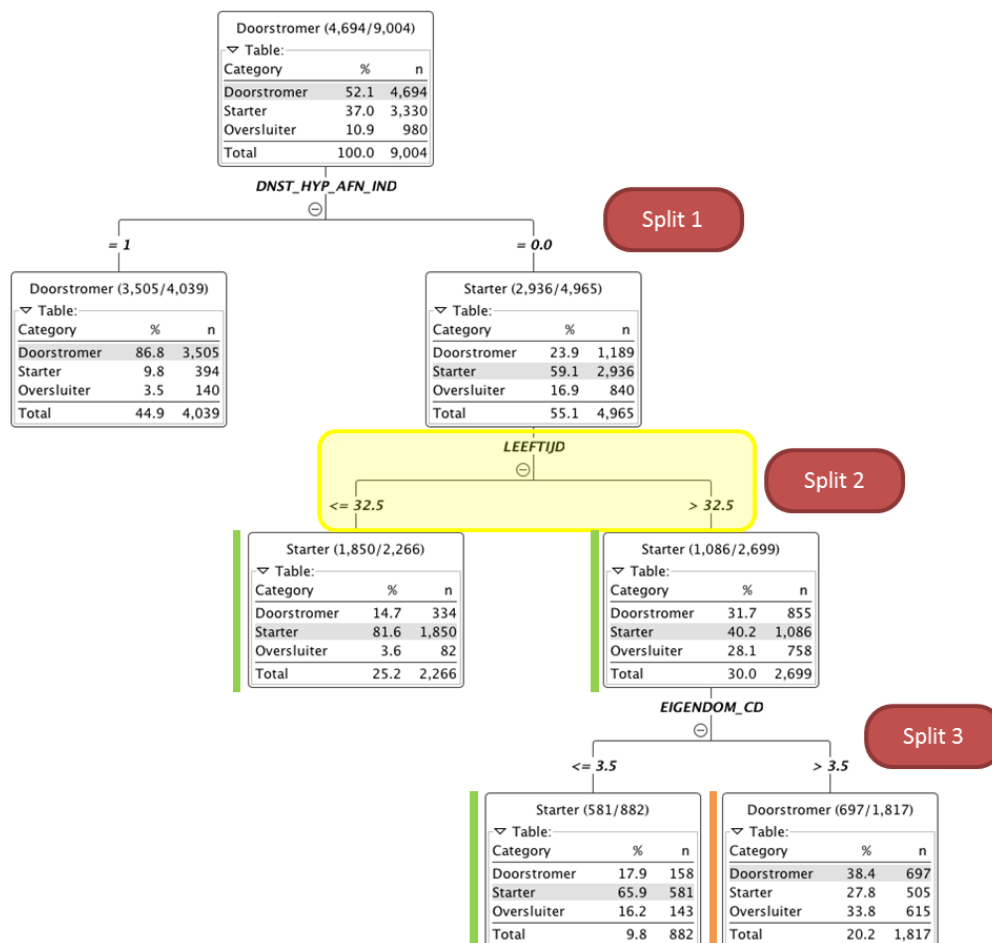 Doorstromer (4,694/9,004)
Table:
Category % n
Doorstromer 52.1 4,694
Starter 37.0 3,330
Oversluiter 10.9 980
Total 100.0 9,004
DNST_HYP_AFN_IND
Split 1
= 1
= 0.0
Doorstromer (3,505/4,039)
Table:
Category % n
Doorstromer 86.8 3,505
Starter 9.8 394
Oversluiter 3.5 140
Total 44.9 4,039
Starter (2,936/4,965)
Table:
Category % n
Doorstromer 23.9 1,189
Starter 59.1 2,936
Oversluiter 16.9 840
Total 55.1 4,965
LEEFTIJD
Split 2
<= 32.5
> 32.5
Starter (1,850/2,266)
Table:
Category % n
Doorstromer 14.7 334
Starter 81.6 1,850
Oversluiter 3.6 82
Total 25.2 2,266
Starter (1,086/2,699)
Table:
Category % n
Doorstromer 31.7 855
Starter 40.2 1,086
Oversluiter 28.1 758
Total 30.0 2,699
EIGENDOM_CD
Split 3
<= 3.5
> 3.5
Starter (581/882)
Table:
Category % n
Doorstromer 17.9 158
Starter 65.9 581
Oversluiter 16.2 143
Total 9.8 882
Doorstromer (697/1,817)
Table:
Category % n
Doorstromer 38.4 697
Starter 27.8 505
Oversluiter 33.8 615
Total 20.2 1,817